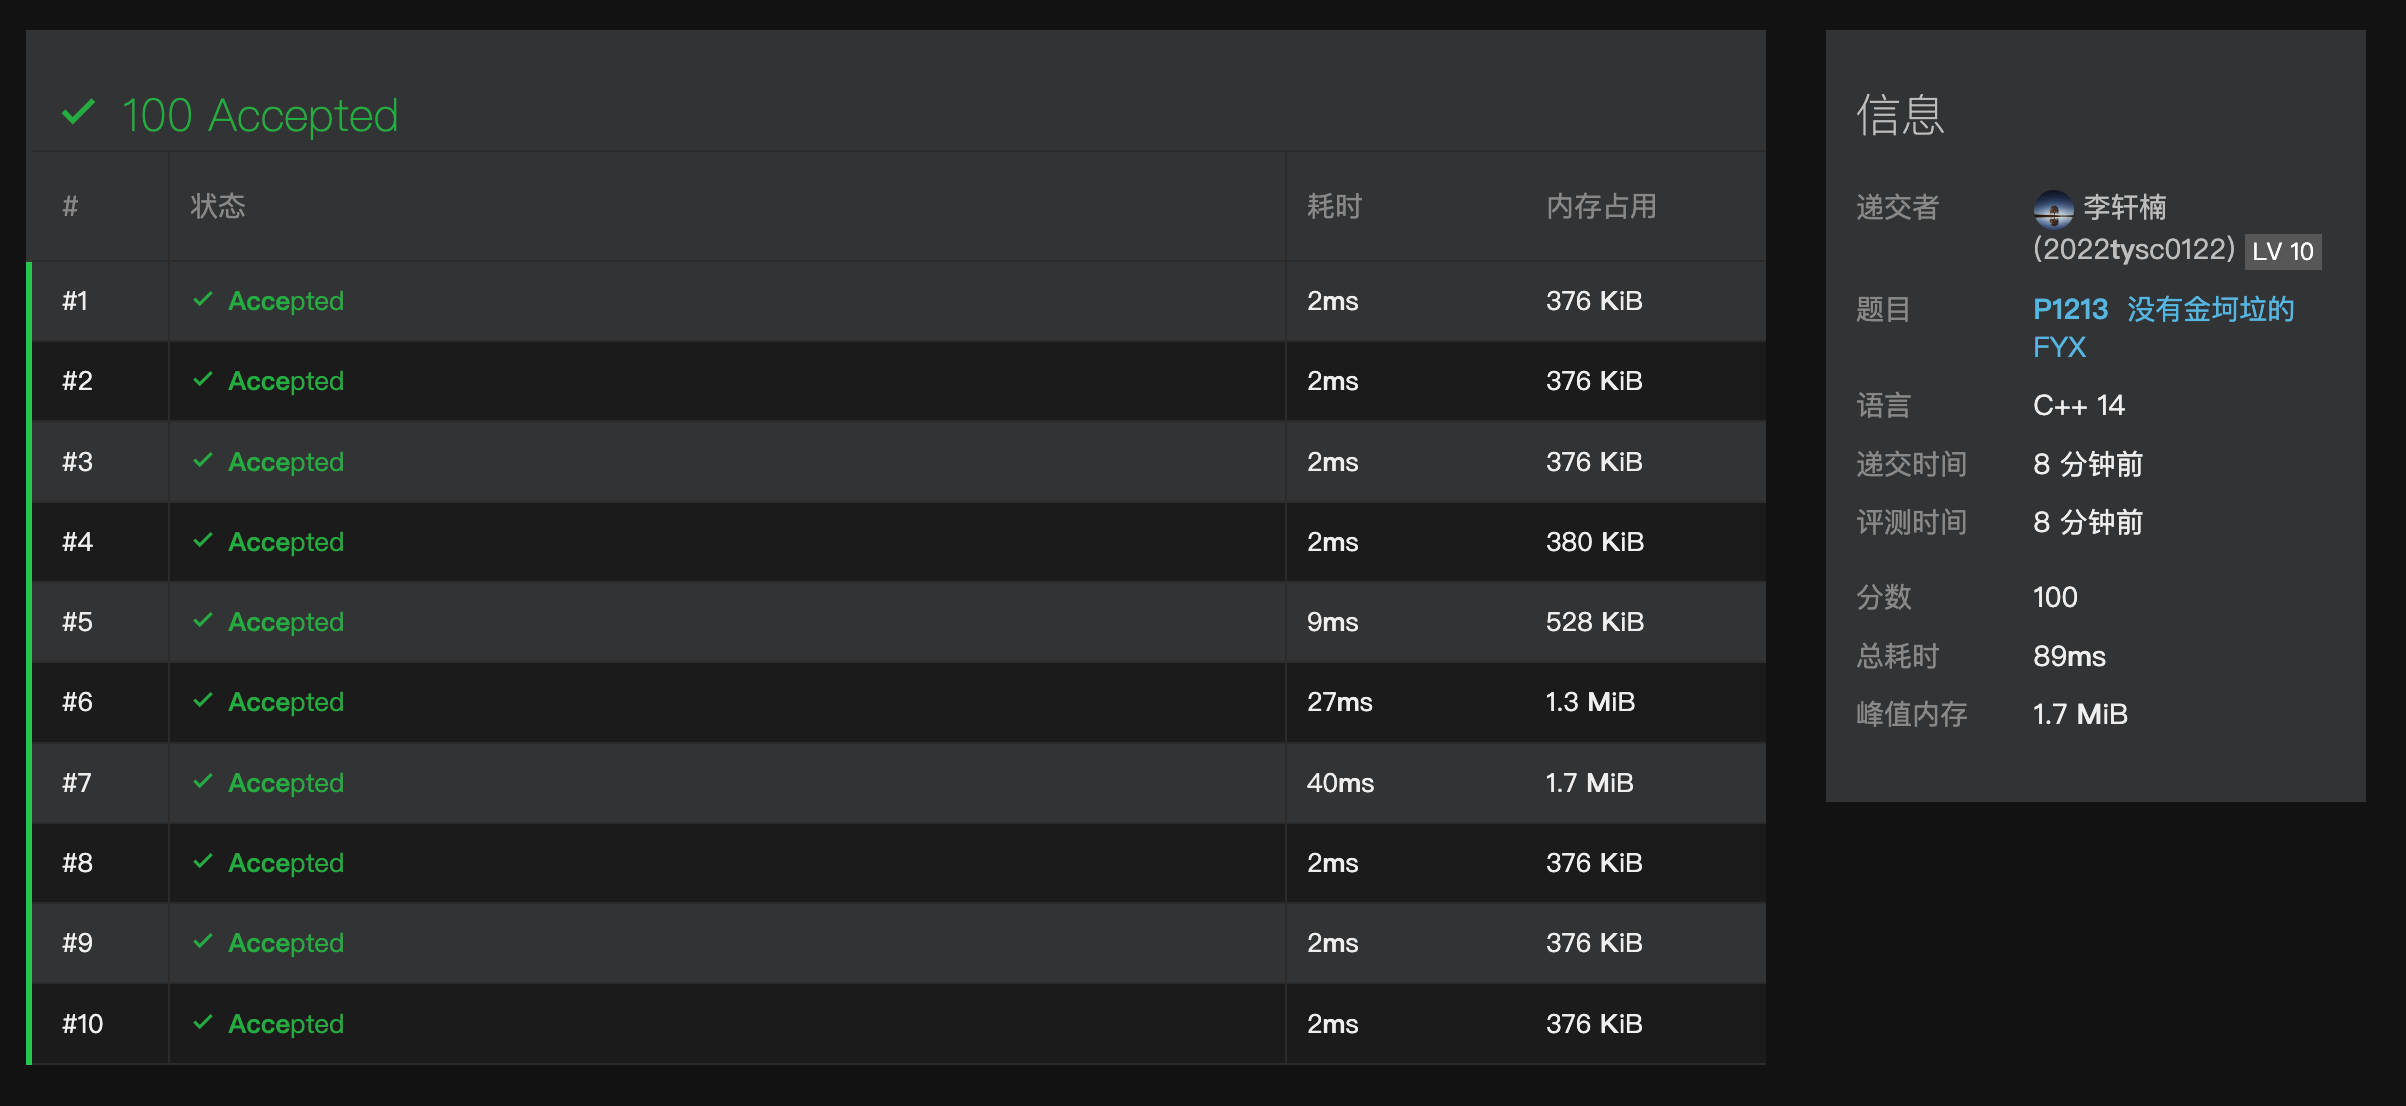 100 Accepted
# 状态 耗时 内存占用
#1 Accepted 2ms 376 KiB
#2 Accepted 2ms 376 KiB
#3 Accepted 2ms 376 KiB
#4 Accepted 2ms 380 KiB
#5 Accepted 9ms 528 KiB
#6 Accepted 27ms 1.3 MiB
#7 Accepted 40ms 1.7 MiB
#8 Accepted 2ms 376 KiB
#9 Accepted 2ms 376 KiB
#10 Accepted 2ms 376 KiB
信息
递交者 李轩楠
(2022tysc0122) LV 10
题目 P1213 没有金坷垃的
FYX
语言 C++ 14
递交时间 8 分钟前
评测时间 8 分钟前
分数 100
总耗时 89ms
峰值内存 1.7 MiB